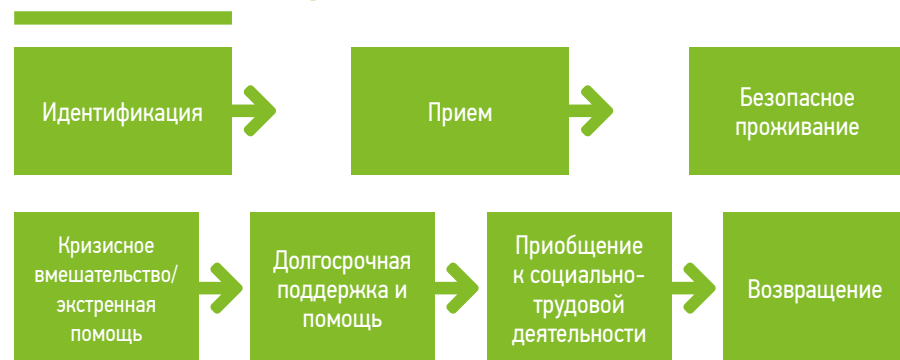 Идентификация
Прием
Безопасное
проживание
Кризисное
вмешательство/
экстренная
помощь
Долгосрочная
поддержка и
помощь
Приобщение
к социально-
трудовой
деятельности
Возвращение